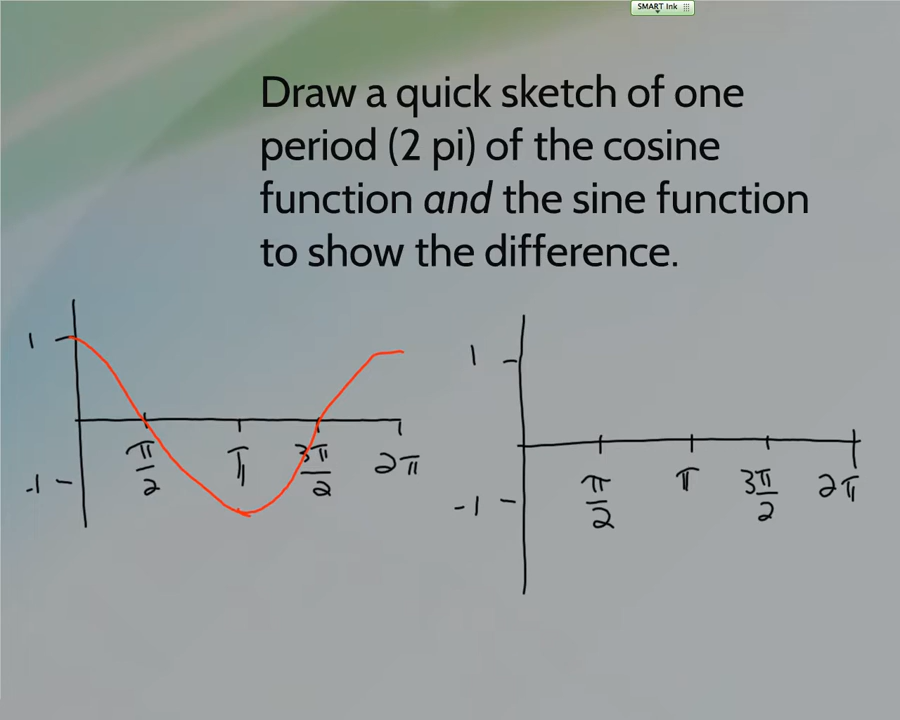 SMART Ink
Draw a quick sketch of one
period (2 pi) of the cosine
function and the sine function
to show the difference.
1
-1
π/2 π 3π/2 2π
1
-1
π/2 π 3π/2 2π